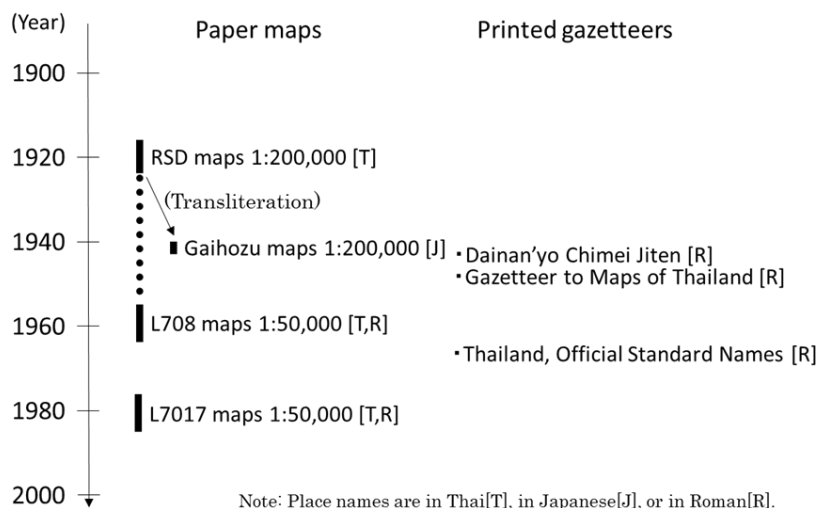 (Year)
Paper maps
Printed gazetteers
1900
1920
RSD maps 1:200,000 [T]
(Transliteration)
1940
Gaihozu maps 1:200,000 [J]
Dainan'yo Chimei Jiten [R]
Gazetteer to Maps of Thailand [R]
1960
L708 maps 1:50,000 [T,R]
Thailand, Official Standard Names [R]
1980
L7017 maps 1:50,000 [T,R]
2000
Note: Place names are in Thai[T], in Japanese[J], or in Roman[R].